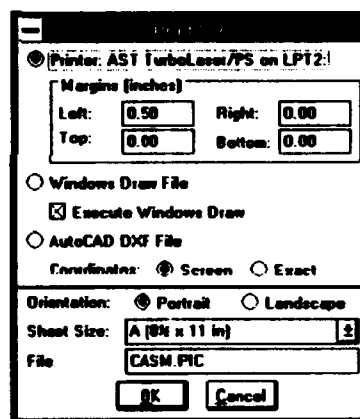 Printer: AST TurboLaser/PS on LPT2:
Margins (inches)
Left: 0.50 Right: 0.00
Top: 0.00 Bottom: 0.00
Windows Draw File
Execute Windows Draw
AutoCAD DXF File
Coordinates: Screen Exact
Orientation: Portrait Landscape
Sheet Size: A (8½ x 11 in)
File CASM.PIC
OK Cancel